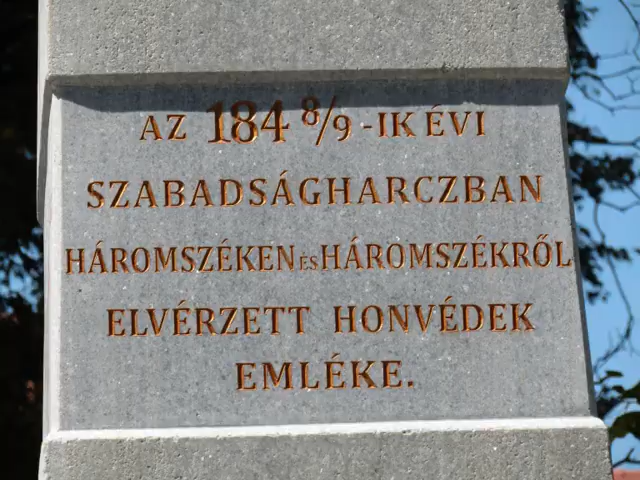 AZ 184 8/9 -IK ÉVI
SZABADSÁGHARCZBAN
HÁROMSZÉKEN ÉS HÁROMSZÉKRŐL
ELVÉRZETT HONVÉDEK
EMLÉKE.